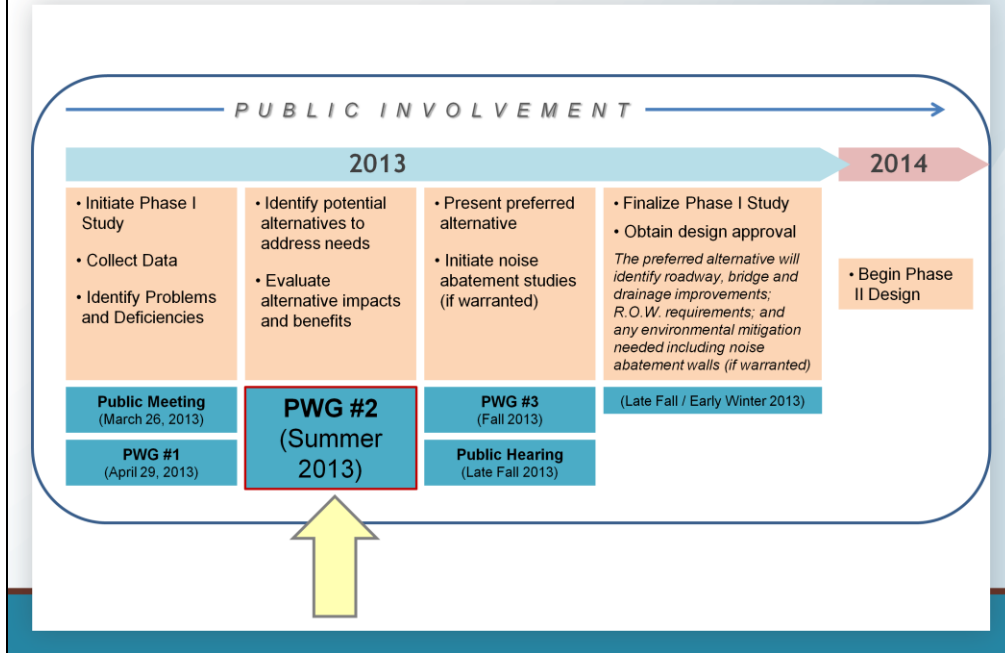 PUBLIC INVOLVEMENT
2013
2014
• Initiate Phase I
Study
• Collect Data
• Identify Problems
and Deficiencies
• Identify potential
alternatives to
address needs
• Evaluate
alternative impacts
and benefits
• Present preferred
alternative
• Initiate noise
abatement studies
(if warranted)
• Finalize Phase I Study
• Obtain design approval
The preferred alternative will
identify roadway, bridge and
drainage improvements;
R.O.W. requirements; and
any environmental mitigation
needed including noise
abatement walls (if warranted)
• Begin Phase
II Design
Public Meeting
(March 26, 2013)
PWG #1
(April 29, 2013)
PWG #2
(Summer
2013)
PWG #3
(Fall 2013)
Public Hearing
(Late Fall 2013)
(Late Fall / Early Winter 2013)